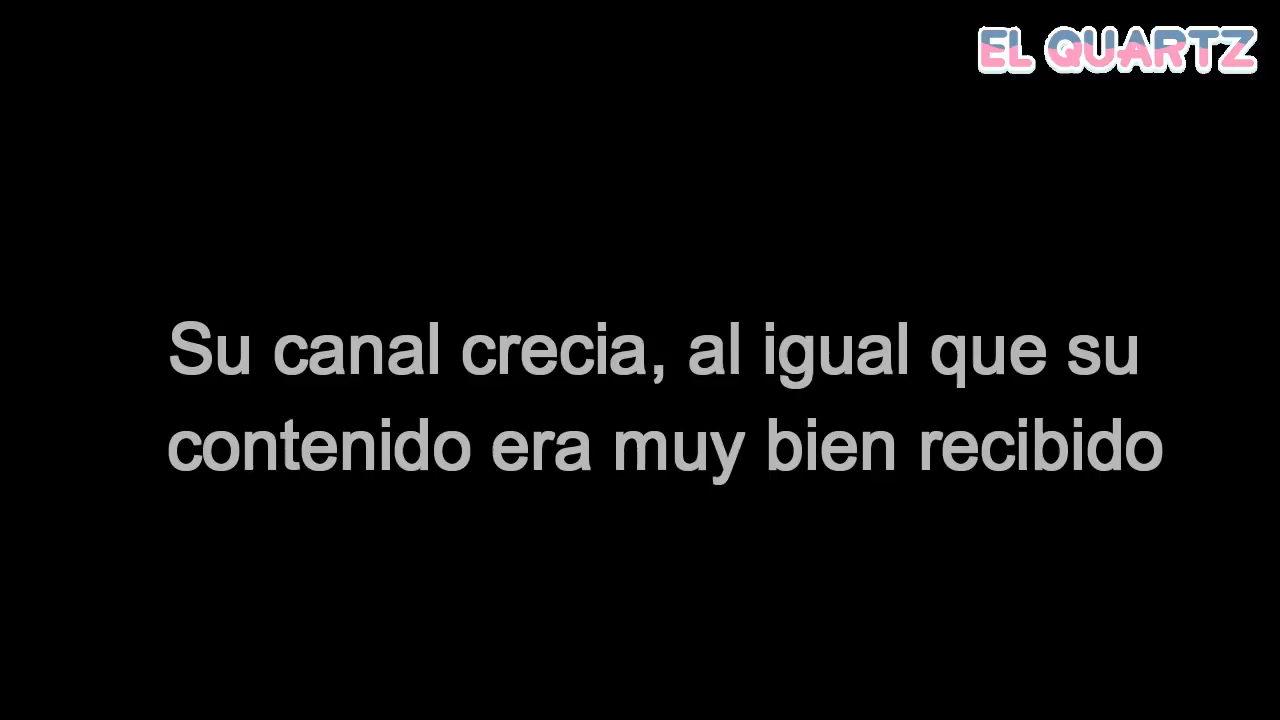 EL QUARTZ
Su canal crecia, al igual que su
contenido era muy bien recibido